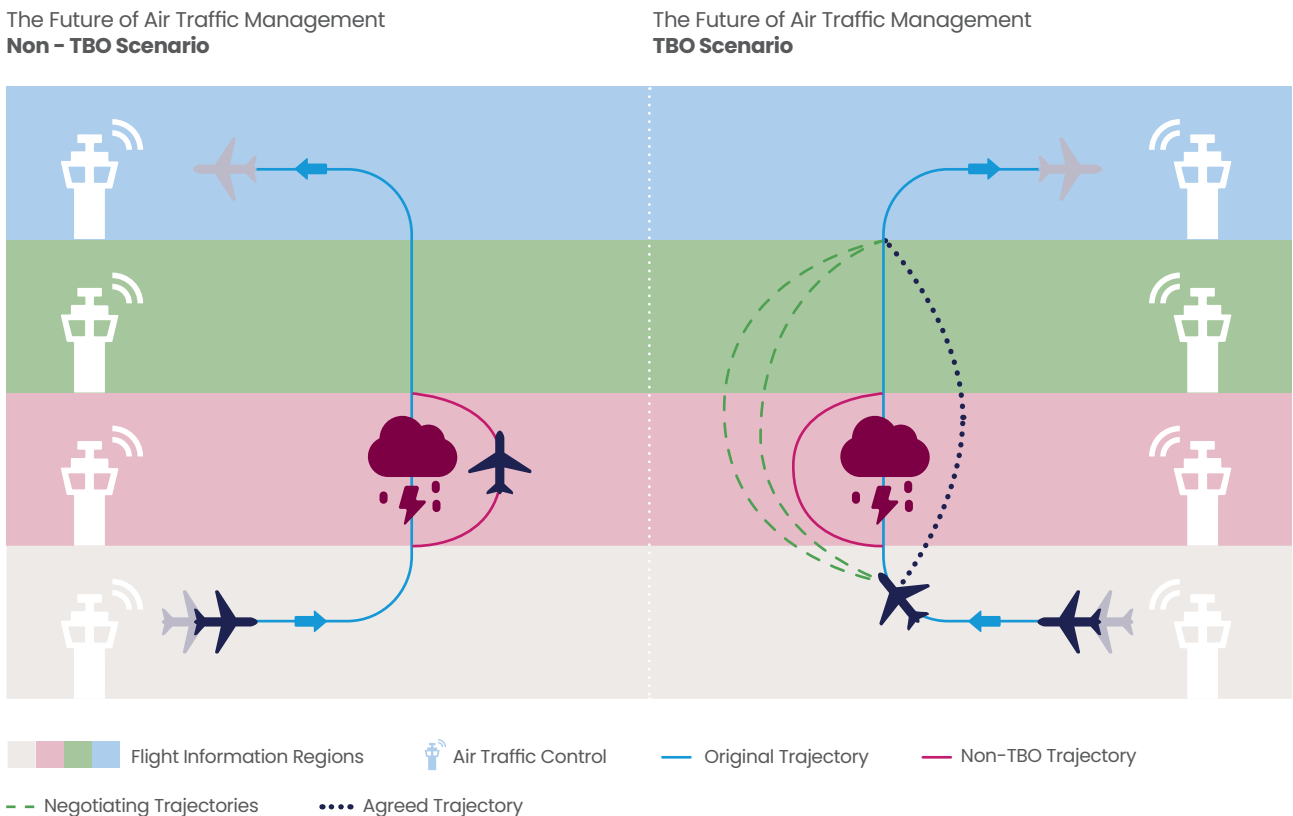 The Future of Air Traffic Management
Non - TBO Scenario
The Future of Air Traffic Management
TBO Scenario
Flight Information Regions
Air Traffic Control
Original Trajectory
Non-TBO Trajectory
Negotiating Trajectories
Agreed Trajectory